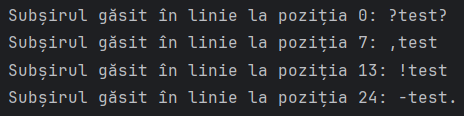 Subșirul găsit în linie la poziția 0: ?test?
Subșirul găsit în linie la poziția 7: ,test
Subșirul găsit în linie la poziția 13: !test
Subșirul găsit în linie la poziția 24: -test.